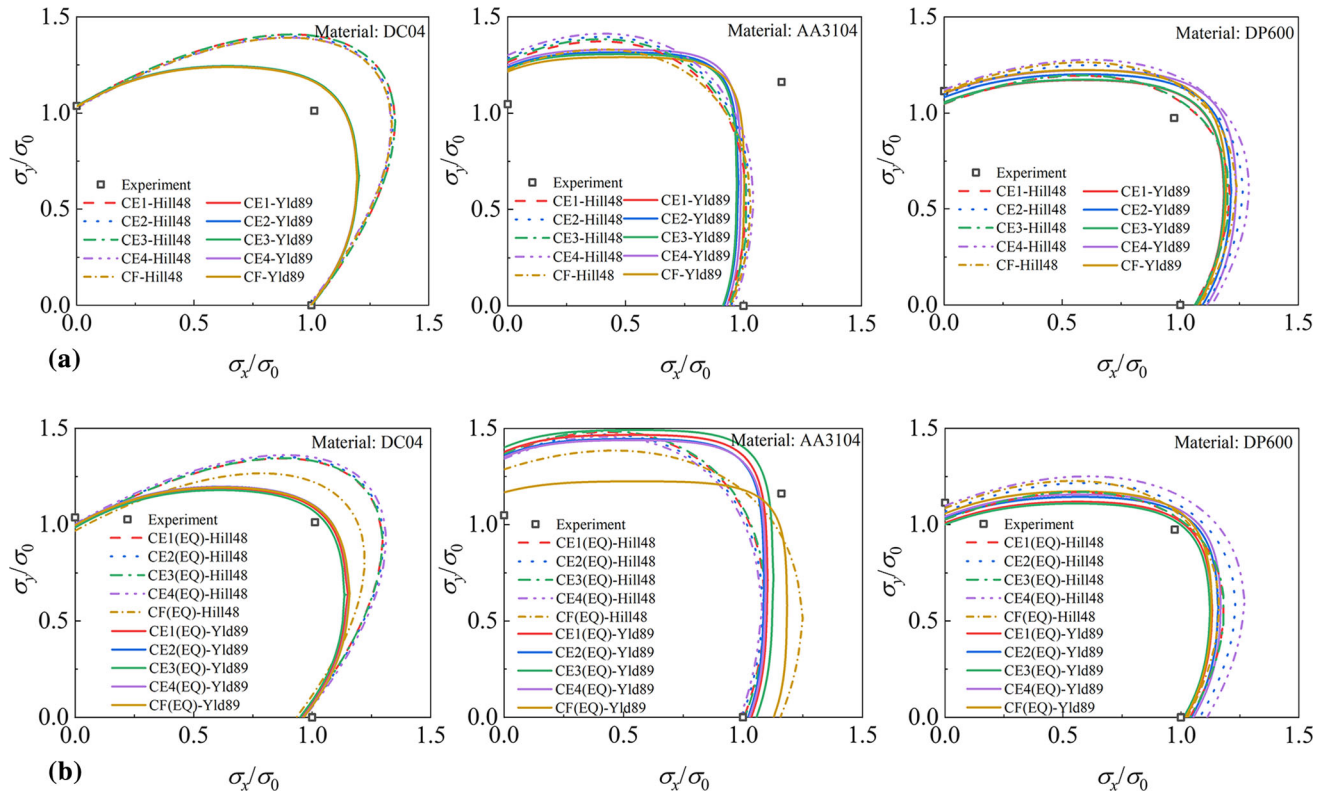 Material: DC04
1.5
1.0
0.5
0.0
σy/σ0
Experiment
CE1-Hill48 CE1-Yld89
CE2-Hill48 CE2-Yld89
CE3-Hill48 CE3-Yld89
CE4-Hill48 CE4-Yld89
CF-Hill48 CF-Yld89
0.0 0.5 1.0 1.5
σx/σ0
Material: AA3104
1.5
1.0
0.5
0.0
σy/σ0
Experiment
CE1-Hill48 CE1-Yld89
CE2-Hill48 CE2-Yld89
CE3-Hill48 CE3-Yld89
CE4-Hill48 CE4-Yld89
CF-Hill48 CF-Yld89
0.0 0.5 1.0 1.5
σx/σ0
Material: DP600
1.5
1.0
0.5
0.0
σy/σ0
Experiment
CE1-Hill48 CE1-Yld89
CE2-Hill48 CE2-Yld89
CE3-Hill48 CE3-Yld89
CE4-Hill48 CE4-Yld89
CF-Hill48 CF-Yld89
0.0 0.5 1.0 1.5
σx/σ0
(a)
Material: DC04
1.5
1.0
0.5
0.0
σy/σ0
Experiment
CE1(EQ)-Hill48
CE2(EQ)-Hill48
CE3(EQ)-Hill48
CE4(EQ)-Hill48
CF(EQ)-Hill48
CE1(EQ)-Yld89
CE2(EQ)-Yld89
CE3(EQ)-Yld89
CE4(EQ)-Yld89
CF(EQ)-Yld89
0.0 0.5 1.0 1.5
σx/σ0
Material: AA3104
1.5
1.0
0.5
0.0
σy/σ0
Experiment
CE1(EQ)-Hill48
CE2(EQ)-Hill48
CE3(EQ)-Hill48
CE4(EQ)-Hill48
CF(EQ)-Hill48
CE1(EQ)-Yld89
CE2(EQ)-Yld89
CE3(EQ)-Yld89
CE4(EQ)-Yld89
CF(EQ)-Yld89
0.0 0.5 1.0 1.5
σx/σ0
Material: DP600
1.5
1.0
0.5
0.0
σy/σ0
Experiment
CE1(EQ)-Hill48
CE2(EQ)-Hill48
CE3(EQ)-Hill48
CE4(EQ)-Hill48
CF(EQ)-Hill48
CE1(EQ)-Yld89
CE2(EQ)-Yld89
CE3(EQ)-Yld89
CE4(EQ)-Yld89
CF(EQ)-Yld89
0.0 0.5 1.0 1.5
σx/σ0
(b)